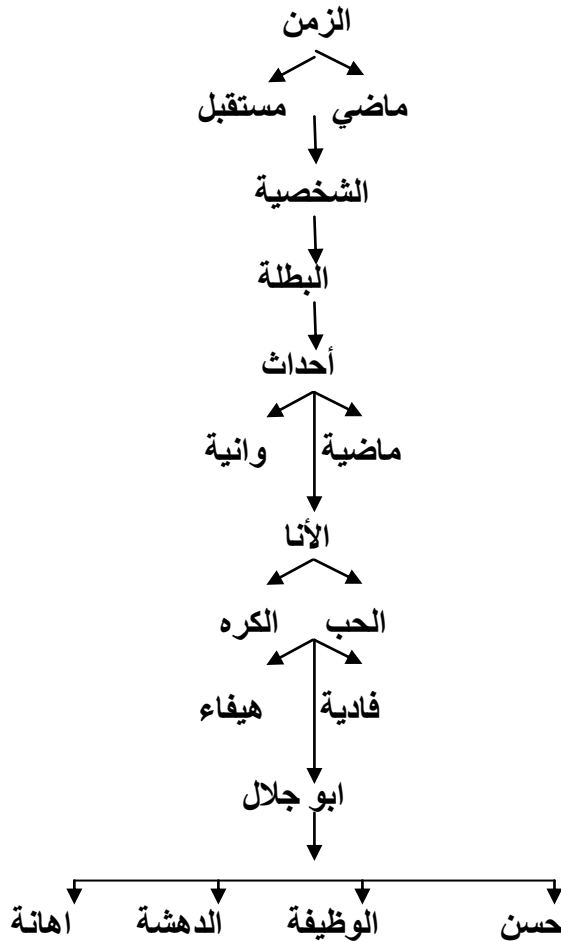 الزمن
ماضي مستقبل
الشخصية
البطلة
أحداث
ماضية وانية
الأنا
الحب الكره
فادية هيفاء
ابو جلال
حسن الوظيفة الدهشة اهانة